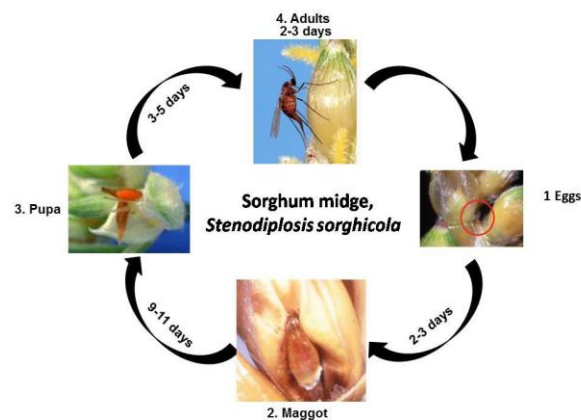 4. Adults
2-3 days
3-5 days
3. Pupa
Sorghum midge,
Stenodiplosis sorghicola
1 Eggs
9-11 days
2-3 days
2. Maggot